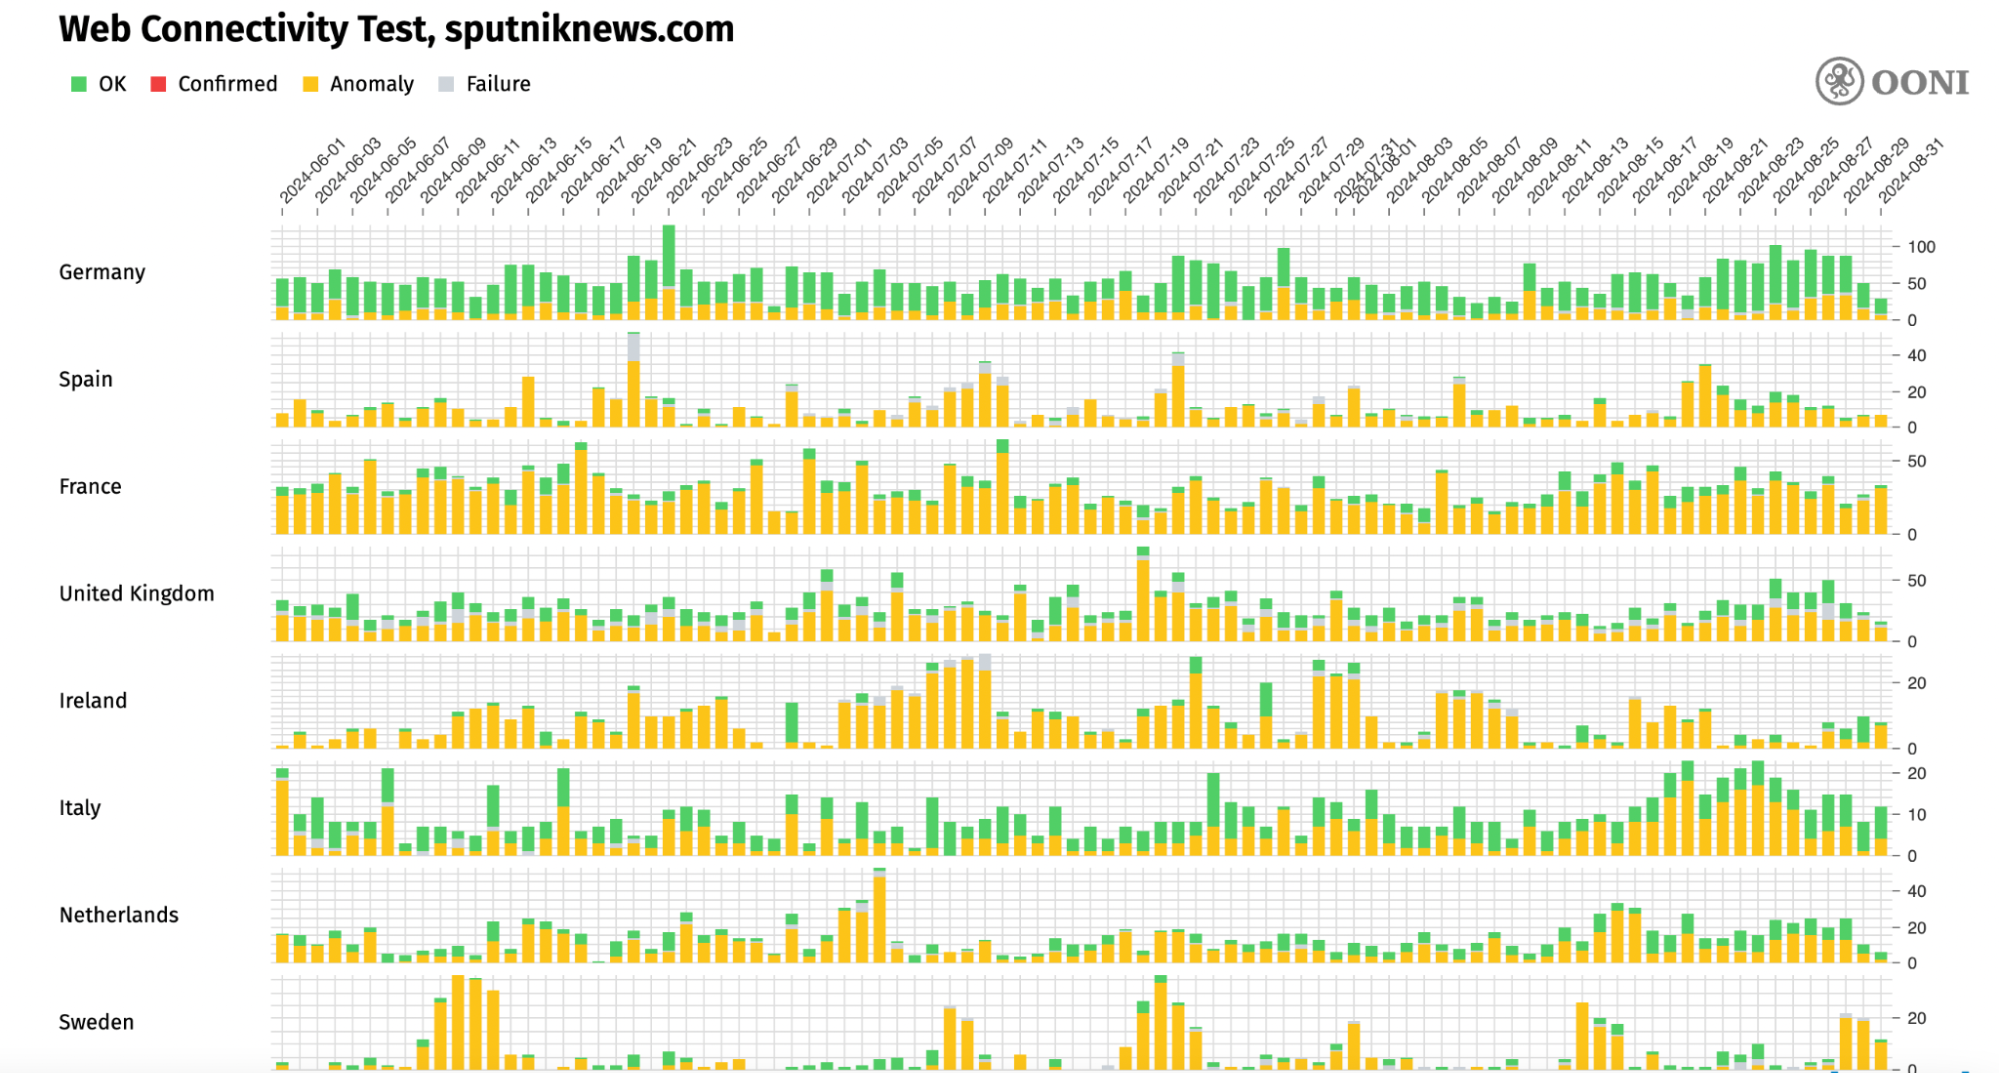 Web Connectivity Test, sputniknews.com
OK Confirmed Anomaly Failure
OONI
2024-06-01 2024-06-03 2024-06-05 2024-06-07 2024-06-09 2024-06-11 2024-06-13 2024-06-15 2024-06-17 2024-06-19 2024-06-21 2024-06-23 2024-06-25 2024-06-27 2024-06-29 2024-07-01 2024-07-03 2024-07-05 2024-07-07 2024-07-09 2024-07-11 2024-07-13 2024-07-15 2024-07-17 2024-07-19 2024-07-21 2024-07-23 2024-07-25 2024-07-27 2024-07-29 2024-07-31 2024-08-01 2024-08-03 2024-08-05 2024-08-07 2024-08-09 2024-08-11 2024-08-13 2024-08-15 2024-08-17 2024-08-19 2024-08-21 2024-08-23 2024-08-25 2024-08-27 2024-08-29 2024-08-31
100
Germany
50
0
40
Spain
20
0
50
France
0
50
United Kingdom
0
20
Ireland
0
20
Italy
10
0
40
Netherlands
20
0
20
Sweden
0